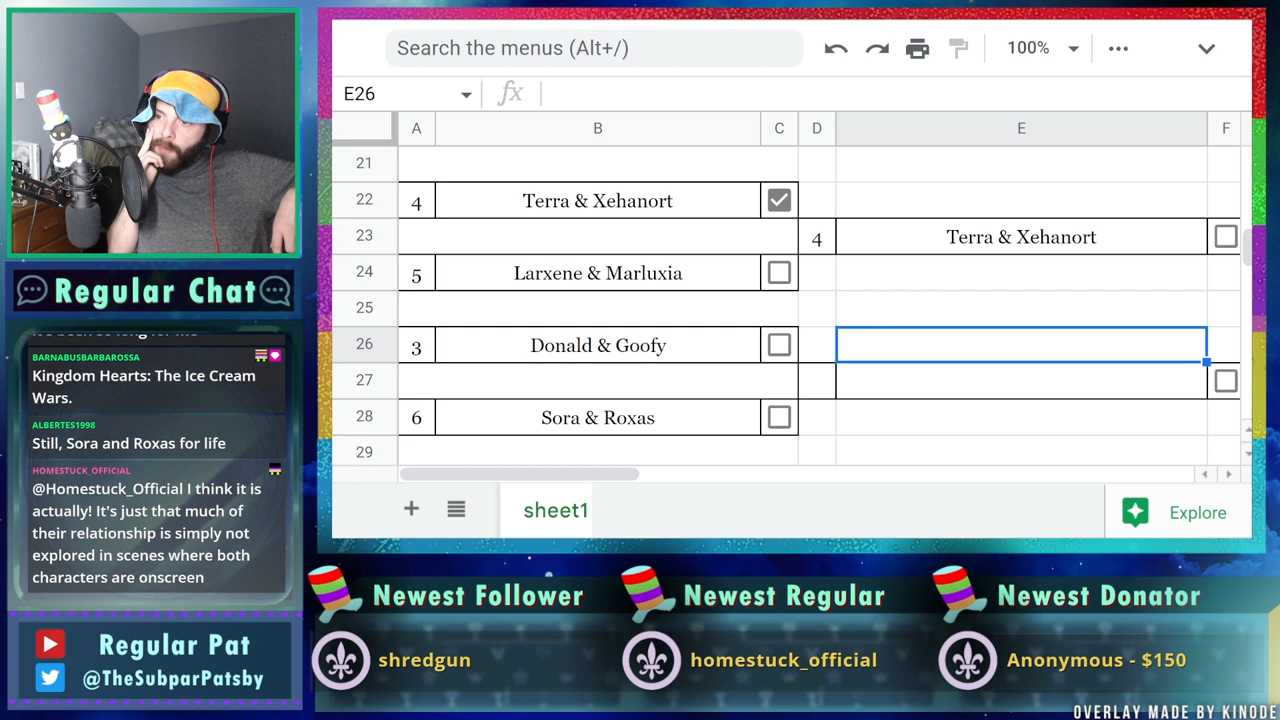 Search the menus (Alt+/)
100%
E26
fx
A B C D E F
21
22 4 Terra & Xehanort
23 4 Terra & Xehanort
24 5 Larxene & Marluxia
25
26 3 Donald & Goofy
27
28 6 Sora & Roxas
29
sheet1
Explore
Regular Chat
BARNABUSBARBAROSSA
Kingdom Hearts: The Ice Cream
Wars.
ALBERTES1998
Still, Sora and Roxas for life
HOMESTUCK_OFFICIAL
@Homestuck_Official I think it is
actually! It's just that much of
their relationship is simply not
explored in scenes where both
characters are onscreen
Regular Pat
@TheSubparPatsby
Newest Follower
shredgun
Newest Regular
homestuck_official
Newest Donator
Anonymous - $150
OVERLAY MADE BY KINODE